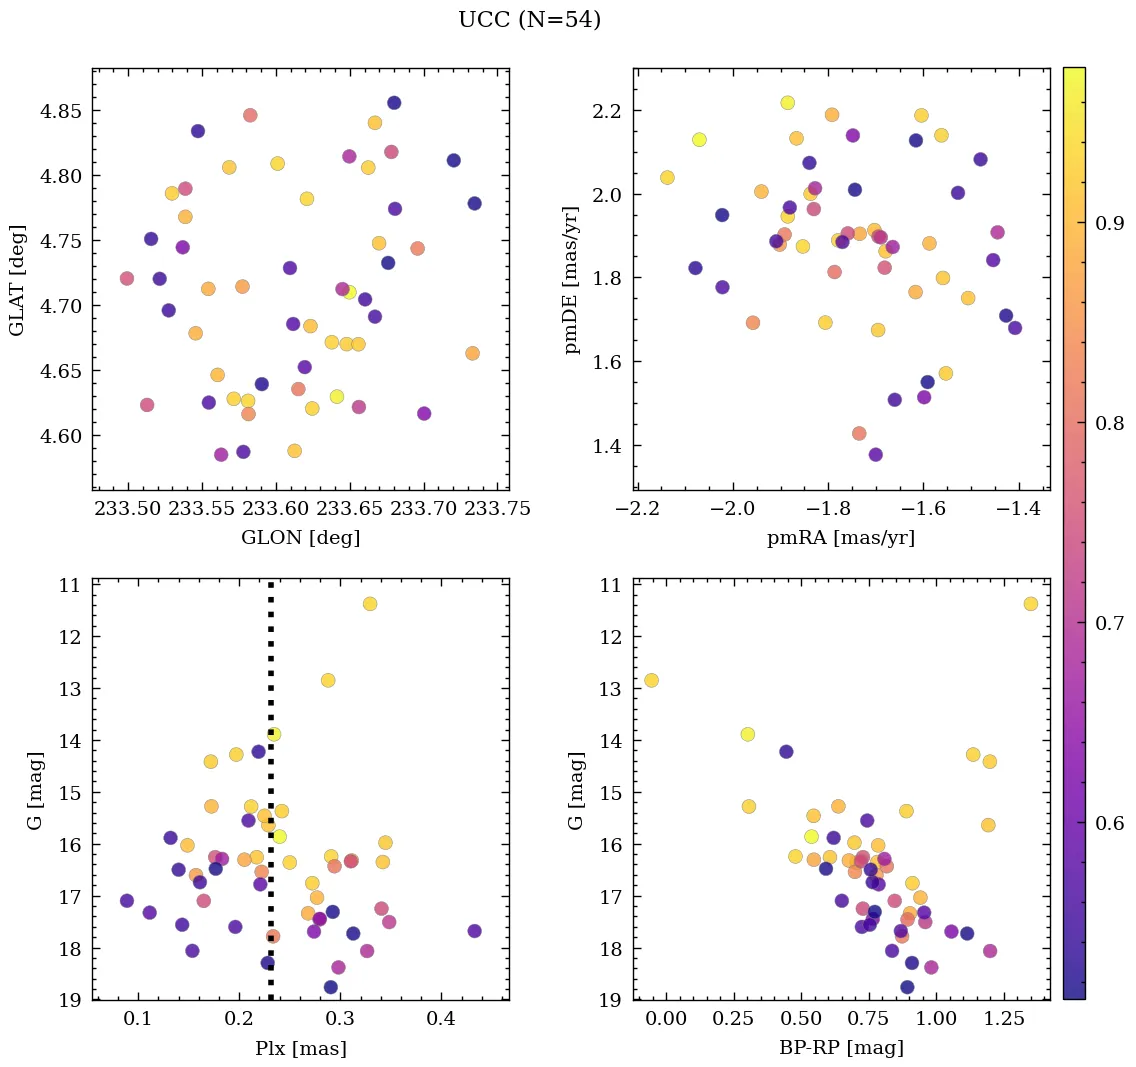 UCC (N=54)
4.85
4.80
4.75
4.70
4.65
4.60
GLAT [deg]
233.50 233.55 233.60 233.65 233.70 233.75
GLON [deg]
2.2
2.0
1.8
1.6
1.4
pmDE [mas/yr]
−2.2 −2.0 −1.8 −1.6 −1.4
pmRA [mas/yr]
11
12
13
14
15
16
17
18
19
G [mag]
0.1 0.2 0.3 0.4
Plx [mas]
11
12
13
14
15
16
17
18
19
G [mag]
0.00 0.25 0.50 0.75 1.00 1.25
BP-RP [mag]
0.9
0.8
0.7
0.6